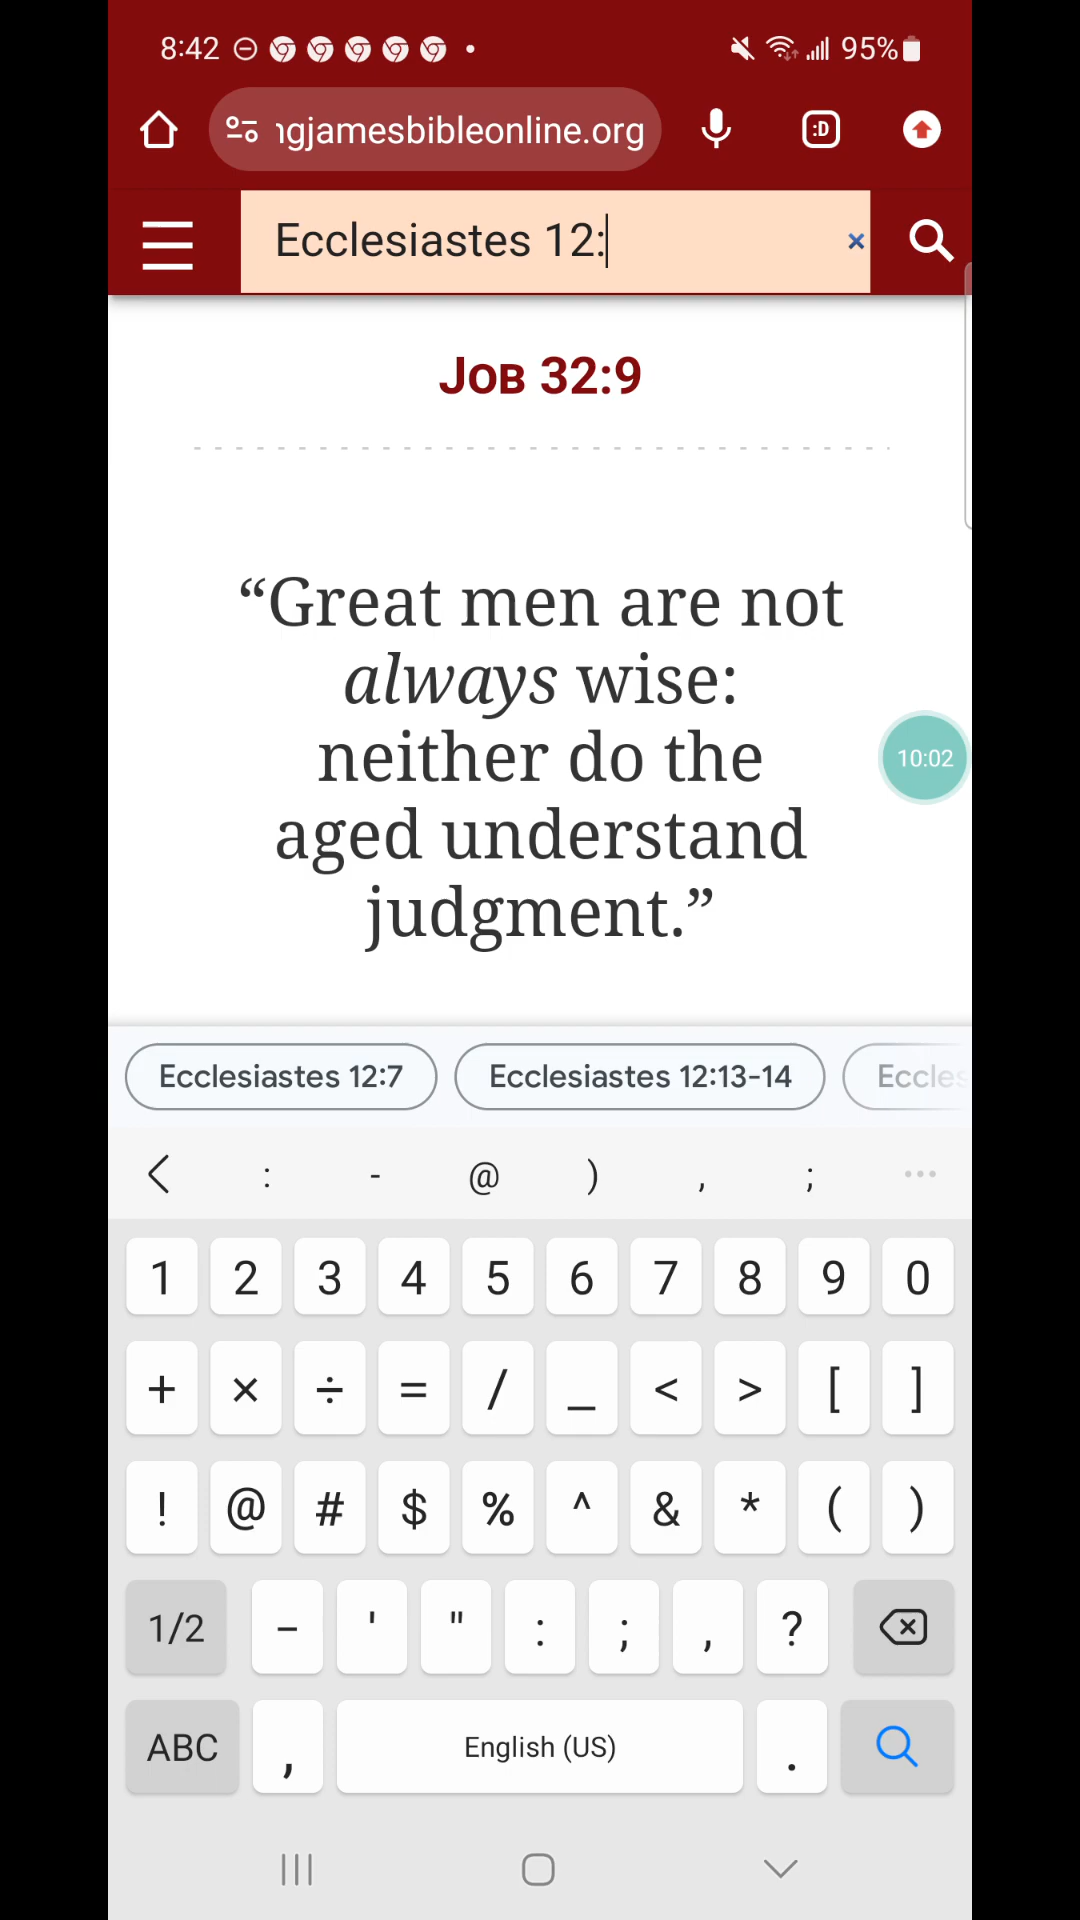 8:42
95%
ngjamesbibleonline.org
:D
Ecclesiastes 12:
×
Job 32:9
“Great men are not
always wise:
neither do the
aged understand
judgment.”
10:02
Ecclesiastes 12:7
Ecclesiastes 12:13-14
Eccles
: - @ ) , ;
1 2 3 4 5 6 7 8 9 0
+ × ÷ = / _ < > [ ]
! @ # $ % ^ & * ( )
1/2 - ' " : ; , ?
ABC , English (US) .